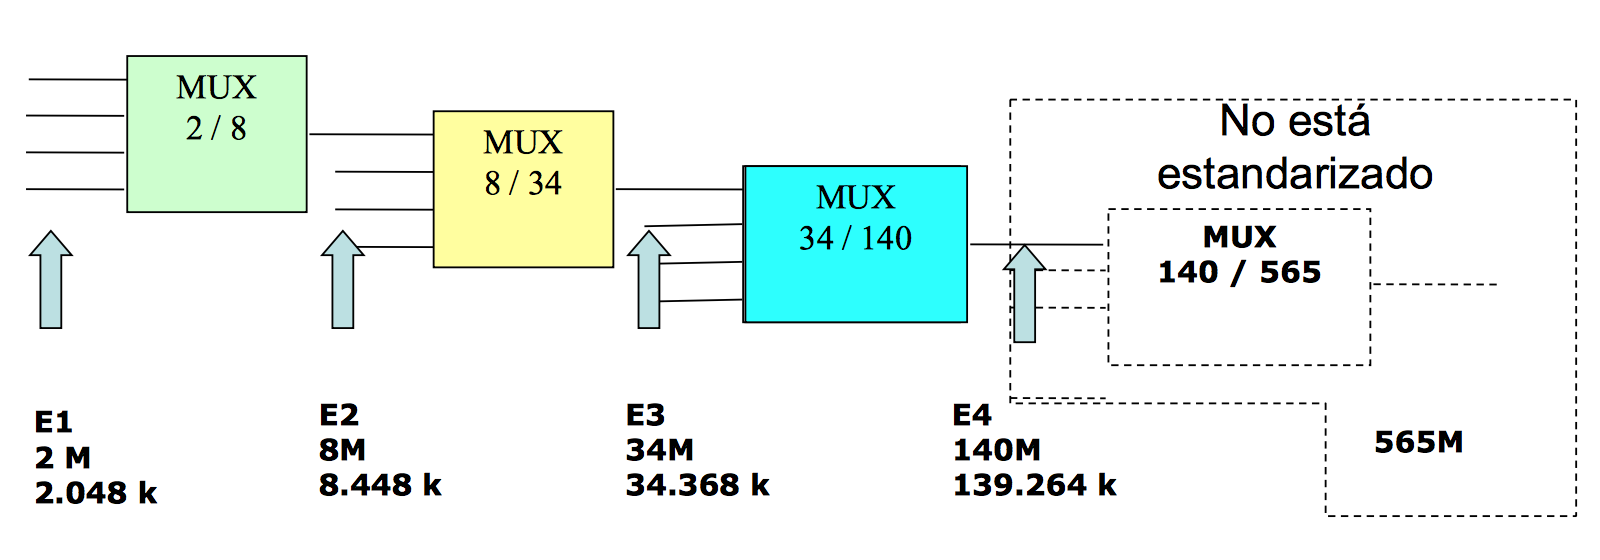 MUX
2 / 8
MUX
8 / 34
MUX
34 / 140
No está
estandarizado
MUX
140 / 565
E1
2 M
2.048 k
E2
8M
8.448 k
E3
34M
34.368 k
E4
140M
139.264 k
565M